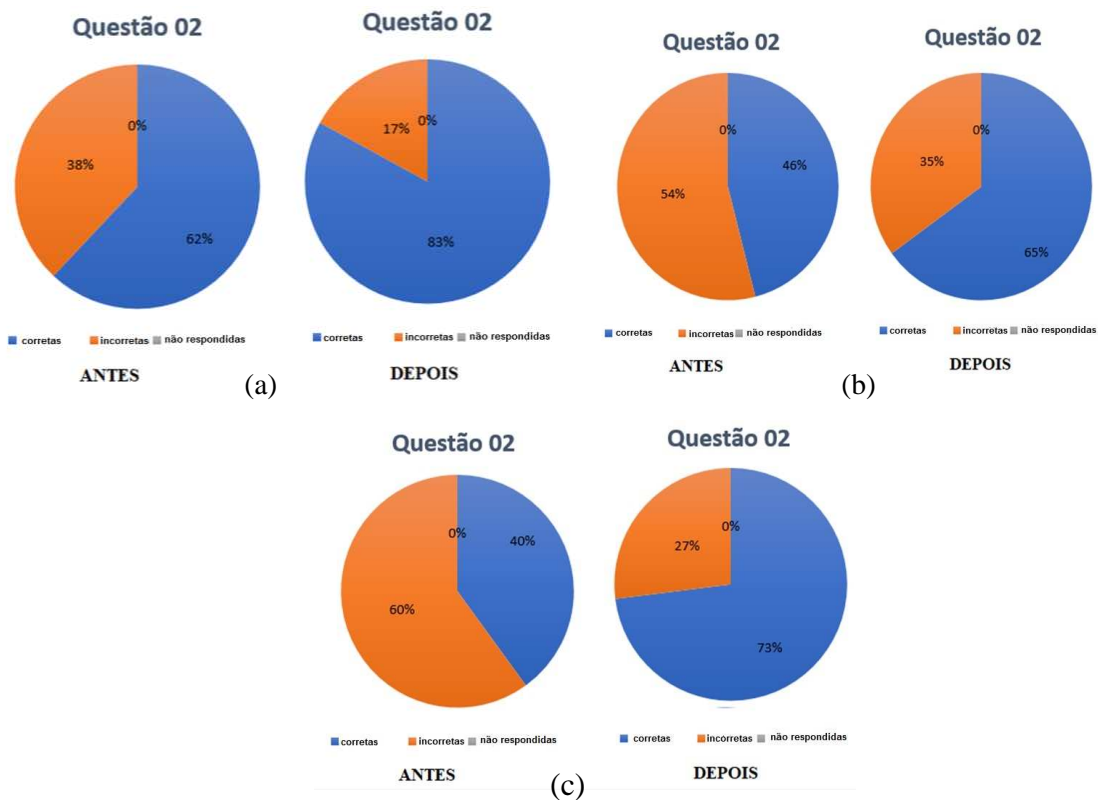 Questão 02
0%
38%
62%
corretas incorretas não respondidas
ANTES
Questão 02
17% 0%
83%
corretas incorretas não respondidas
DEPOIS
(a)
Questão 02
0%
46%
54%
corretas incorretas não respondidas
ANTES
Questão 02
0%
35%
65%
corretas incorretas não respondidas
DEPOIS
(b)
Questão 02
0%
40%
60%
corretas incorretas não respondidas
ANTES
Questão 02
0%
27%
73%
corretas incorretas não respondidas
DEPOIS
(c)